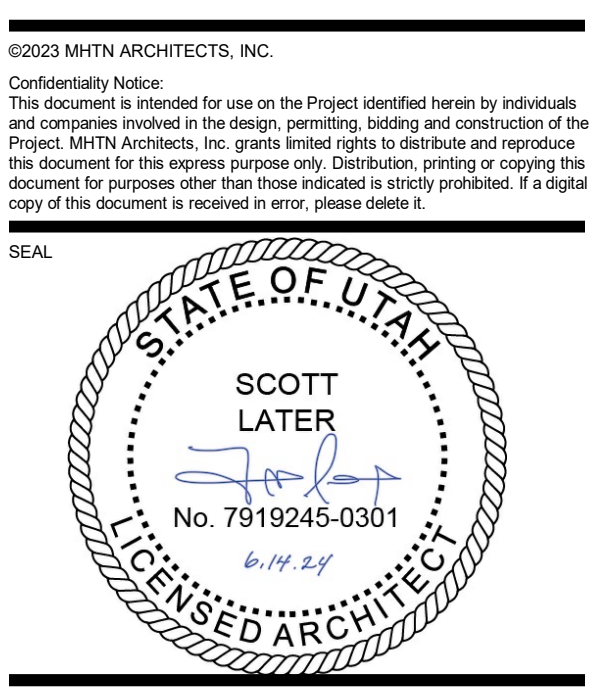 ©2023 MHTN ARCHITECTS, INC.
Confidentiality Notice:
This document is intended for use on the Project identified herein by individuals
and companies involved in the design, permitting, bidding and construction of the
Project. MHTN Architects, Inc. grants limited rights to distribute and reproduce
this document for this express purpose only. Distribution, printing or copying this
document for purposes other than those indicated is strictly prohibited. If a digital
copy of this document is received in error, please delete it.
SEAL
STATE OF UTAH
SCOTT
LATER
No. 7919245-0301
6.14.24
LICENSED ARCHITECT